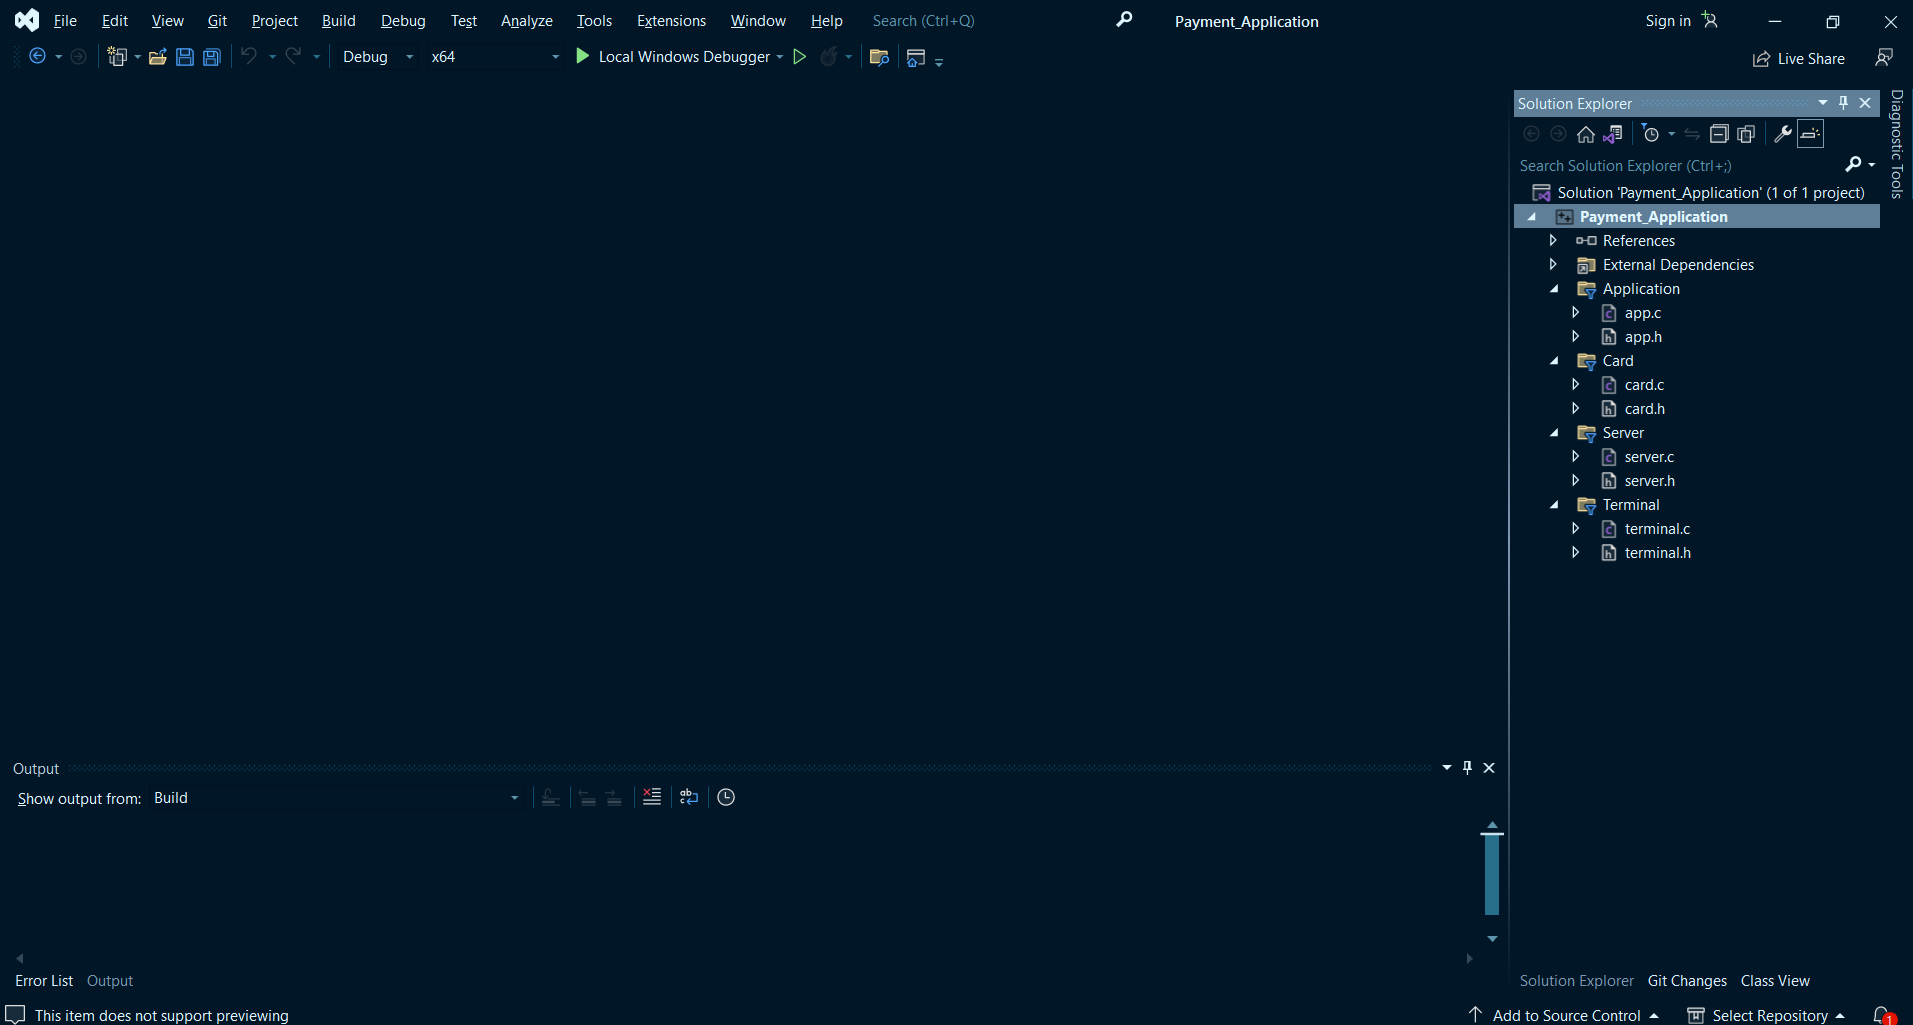 File Edit View Git Project Build Debug Test Analyze Tools Extensions Window Help Search (Ctrl+Q) Payment_Application Sign in
Debug x64 Local Windows Debugger Live Share
Solution Explorer
Diagnostic Tools
Search Solution Explorer (Ctrl+;)
Solution 'Payment_Application' (1 of 1 project)
Payment_Application
References
External Dependencies
Application
app.c
app.h
Card
card.c
card.h
Server
server.c
server.h
Terminal
terminal.c
terminal.h
Output
Show output from: Build
Error List Output
Solution Explorer Git Changes Class View
This item does not support previewing
Add to Source Control Select Repository 1